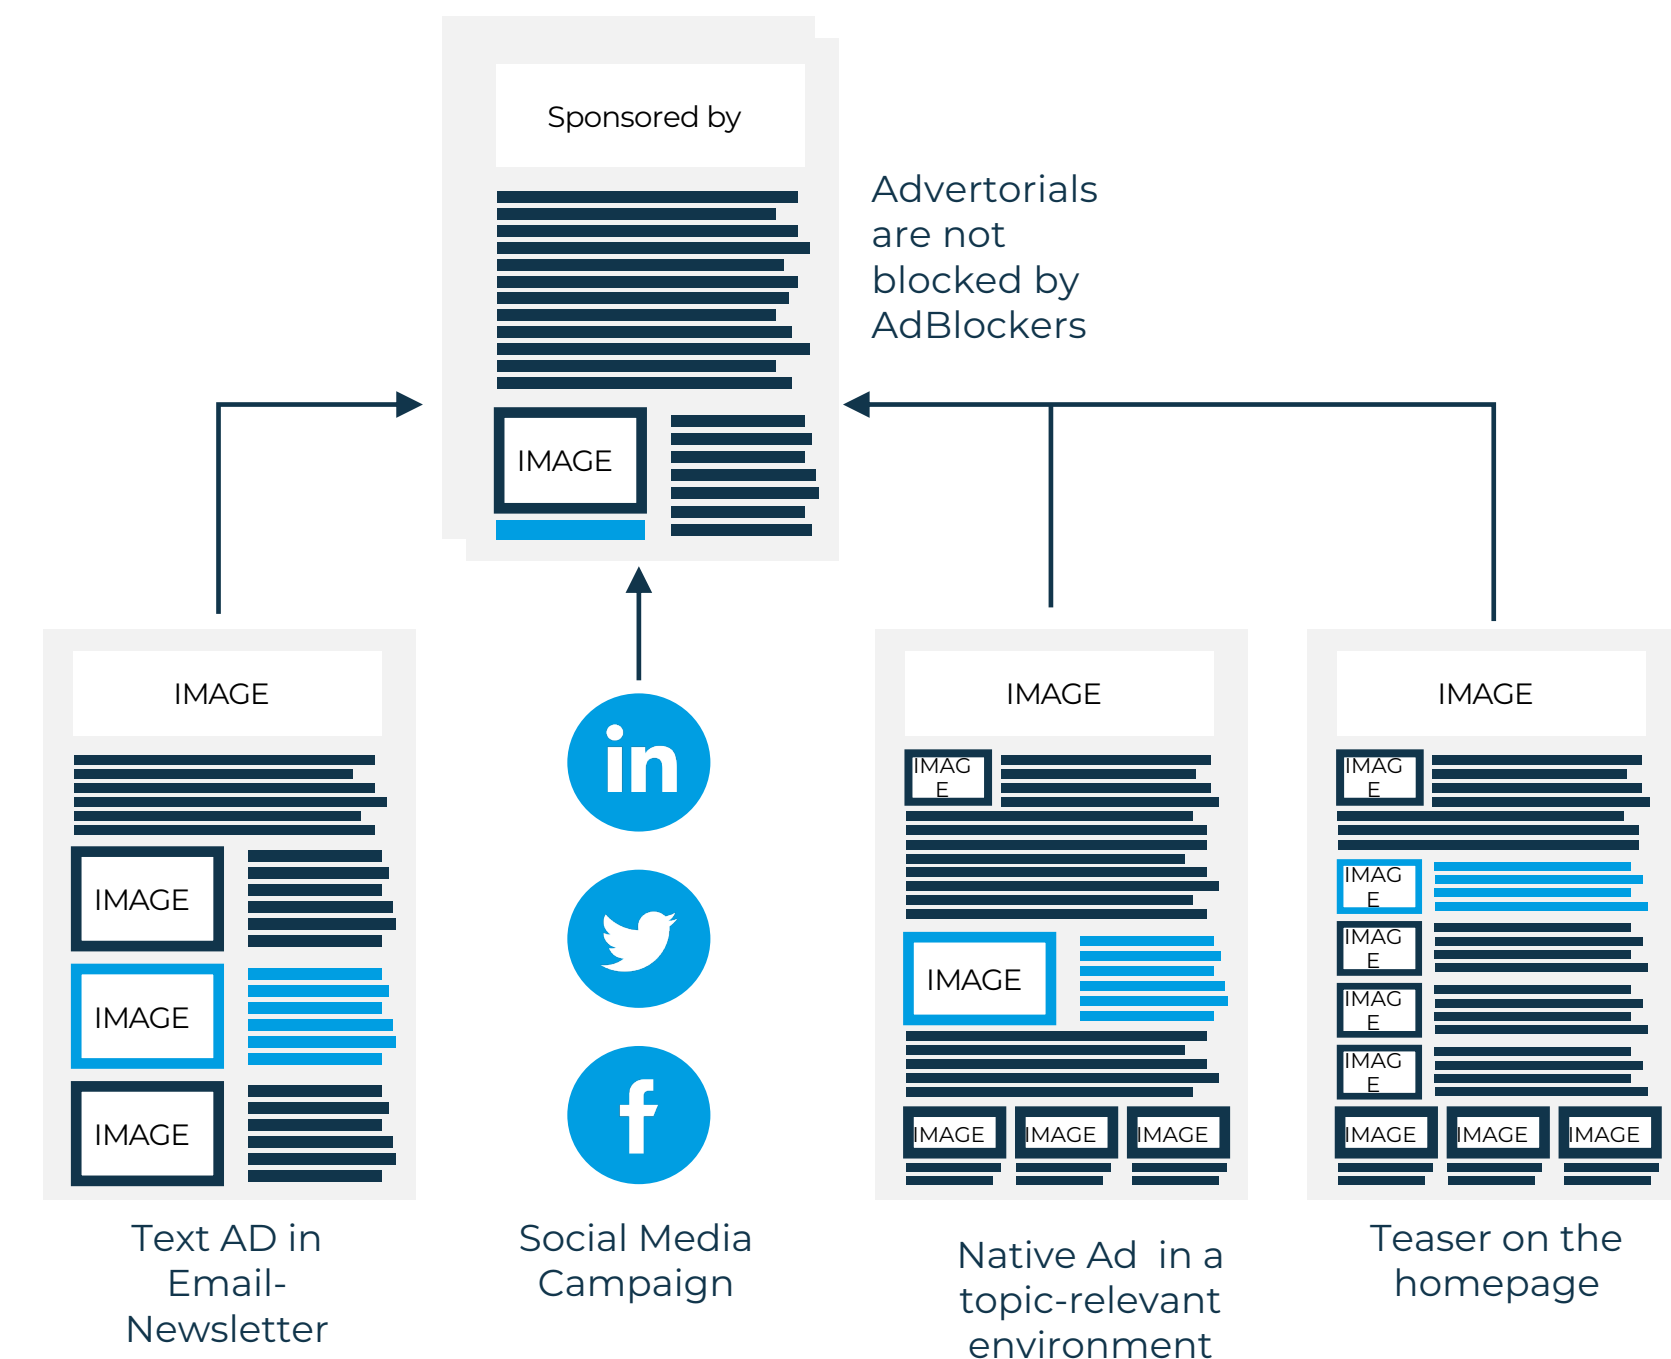 Sponsored by
Advertorials
are not
blocked by
AdBlockers
IMAGE
IMAGE
IMAGE
IMAGE
IMAGE
Text AD in
Email-
Newsletter
in
f
Social Media
Campaign
IMAGE
IMAG
E
IMAGE
IMAGE
IMAGE
IMAGE
Native Ad  in a
topic-relevant
environment
IMAGE
IMAG
E
IMAG
E
IMAG
E
IMAG
E
IMAG
E
IMAGE
IMAGE
IMAGE
Teaser on the
homepage